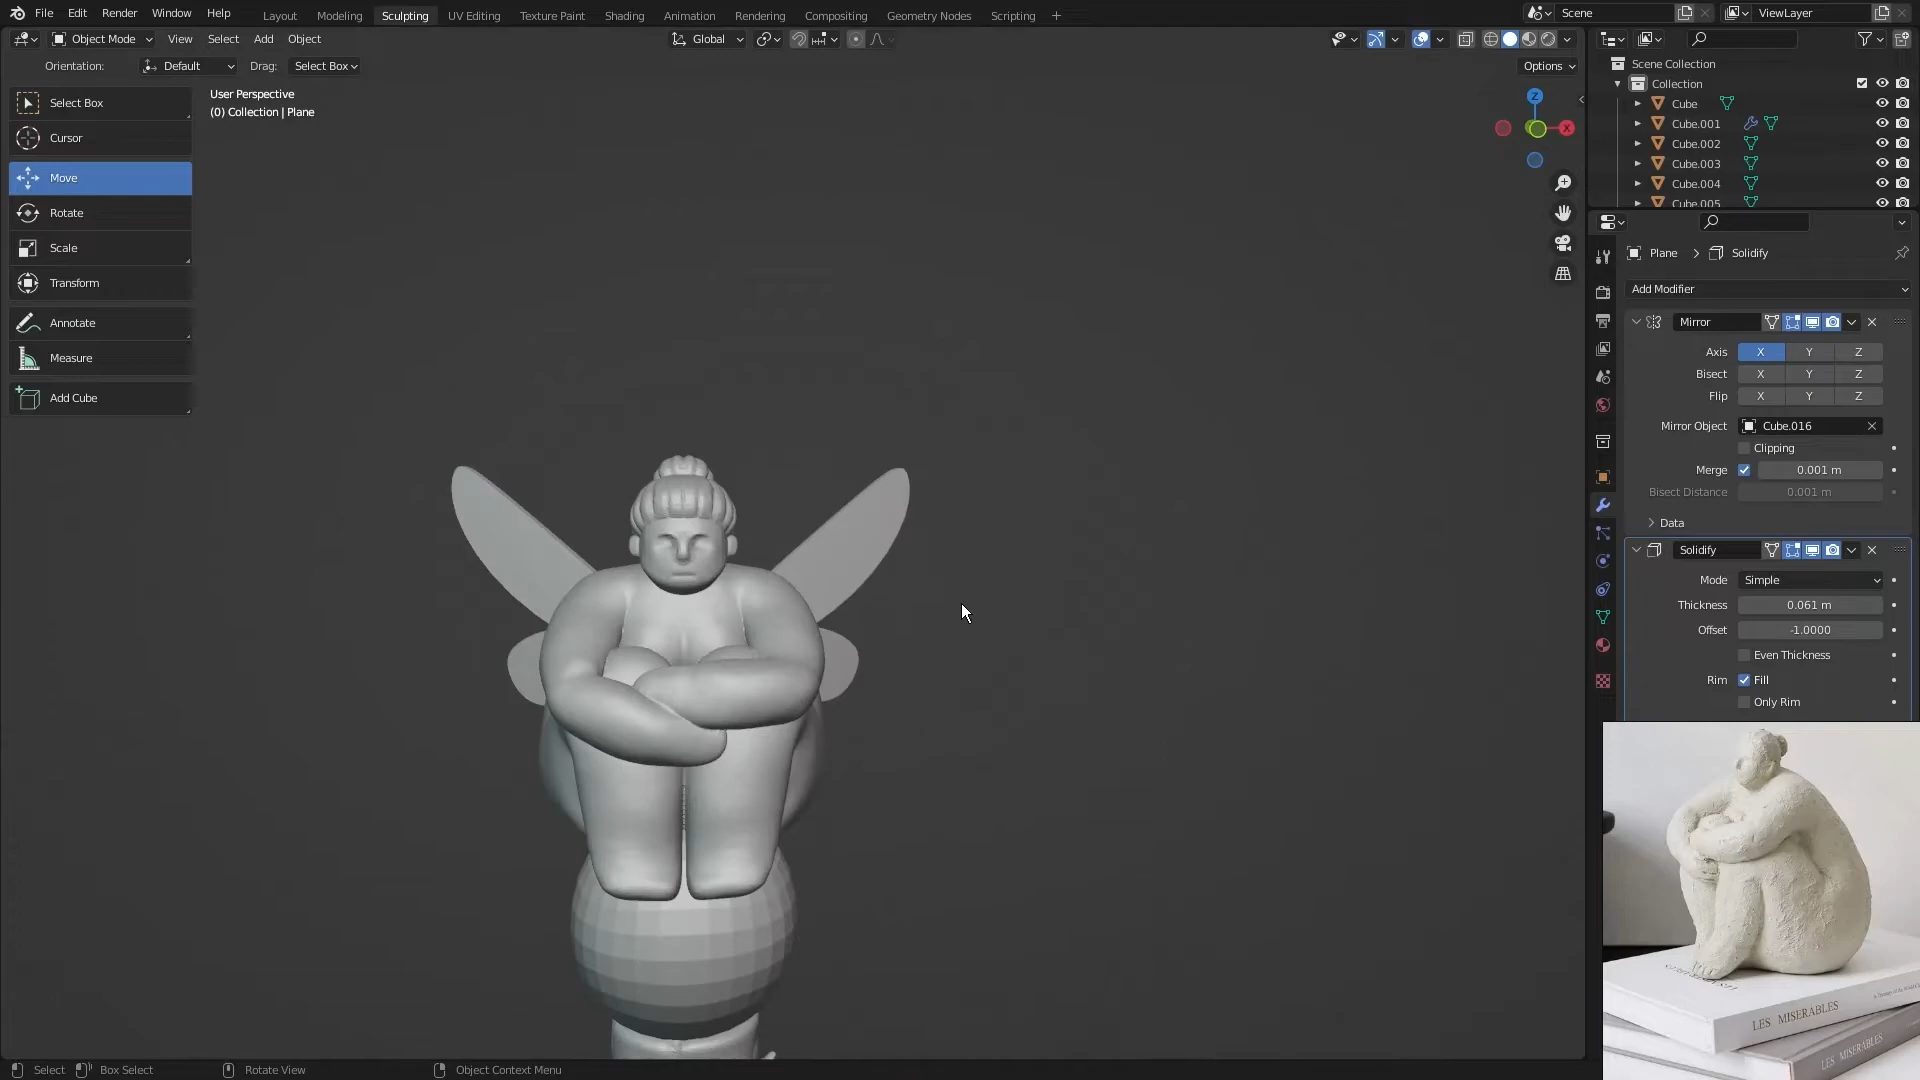 File Edit Render Window Help Layout Modeling Sculpting UV Editing Texture Paint Shading Animation Rendering Compositing Geometry Nodes Scripting + Scene ViewLayer
Object Mode View Select Add Object Global
Orientation: Default Drag: Select Box Options
User Perspective
(0) Collection | Plane
Select Box
Cursor
Move
Rotate
Scale
Transform
Annotate
Measure
Add Cube
Z
X
Scene Collection
Collection
Cube
Cube.001
Cube.002
Cube.003
Cube.004
Cube.005
Plane > Solidify
Add Modifier
Mirror
Axis X Y Z
Bisect X Y Z
Flip X Y Z
Mirror Object Cube.016
Clipping
Merge 0.001 m
Bisect Distance 0.001 m
Data
Solidify
Mode Simple
Thickness 0.061 m
Offset -1.0000
Even Thickness
Rim Fill
Only Rim
LES MISERABLES
LES MISERABLES
Select Box Select Rotate View Object Context Menu